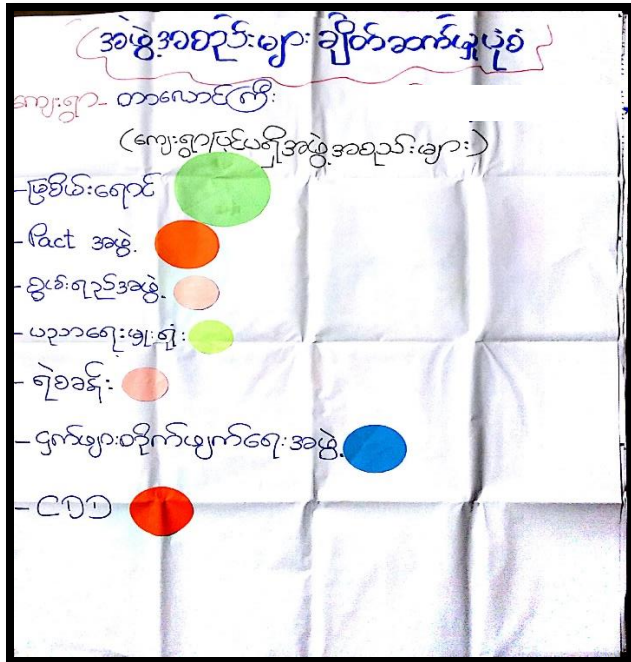 အဖွဲ့အစည်းများ ချိတ်ဆက်မှုပုံစံ
ကျေးရွာ- တာလောင်ကြီး
(ကျေးရွာပြင်ပရှိအဖွဲ့အစည်းများ)
-မြစိမ်းရောင်
-Pact အဖွဲ့
-စွမ်းရည်အဖွဲ့
-ပညာရေးမှူးရုံး
-ရဲစခန်း
-ငှက်ဖျားတိုက်ဖျက်ရေးအဖွဲ့
-CDD